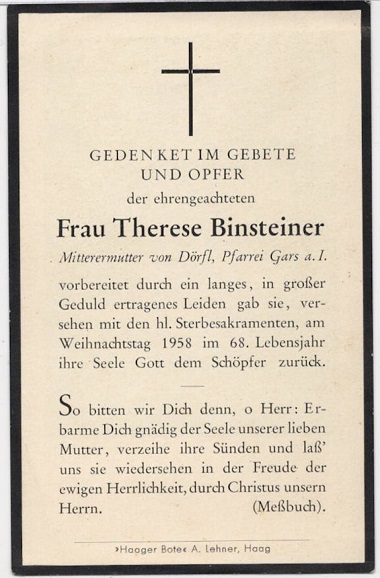 GEDENKET IM GEBETE
UND OPFER
der ehrengeachteten
Frau Therese Binsteiner
Mitterermutter von Dörfl, Pfarrei Gars a. I.
vorbereitet durch ein langes, in großer
Geduld ertragenes Leiden gab sie, ver-
sehen mit den hl. Sterbesakramenten, am
Weihnachtstag 1958 im 68. Lebensjahr
ihre Seele Gott dem Schöpfer zurück.
So bitten wir Dich denn, o Herr: Er-
barme Dich gnädig der Seele unserer lieben
Mutter, verzeihe ihre Sünden und laß'
uns sie wiedersehen in der Freude der
ewigen Herrlichkeit, durch Christus unsern
Herrn. (Meßbuch).
»Haager Bote« A. Lehner, Haag